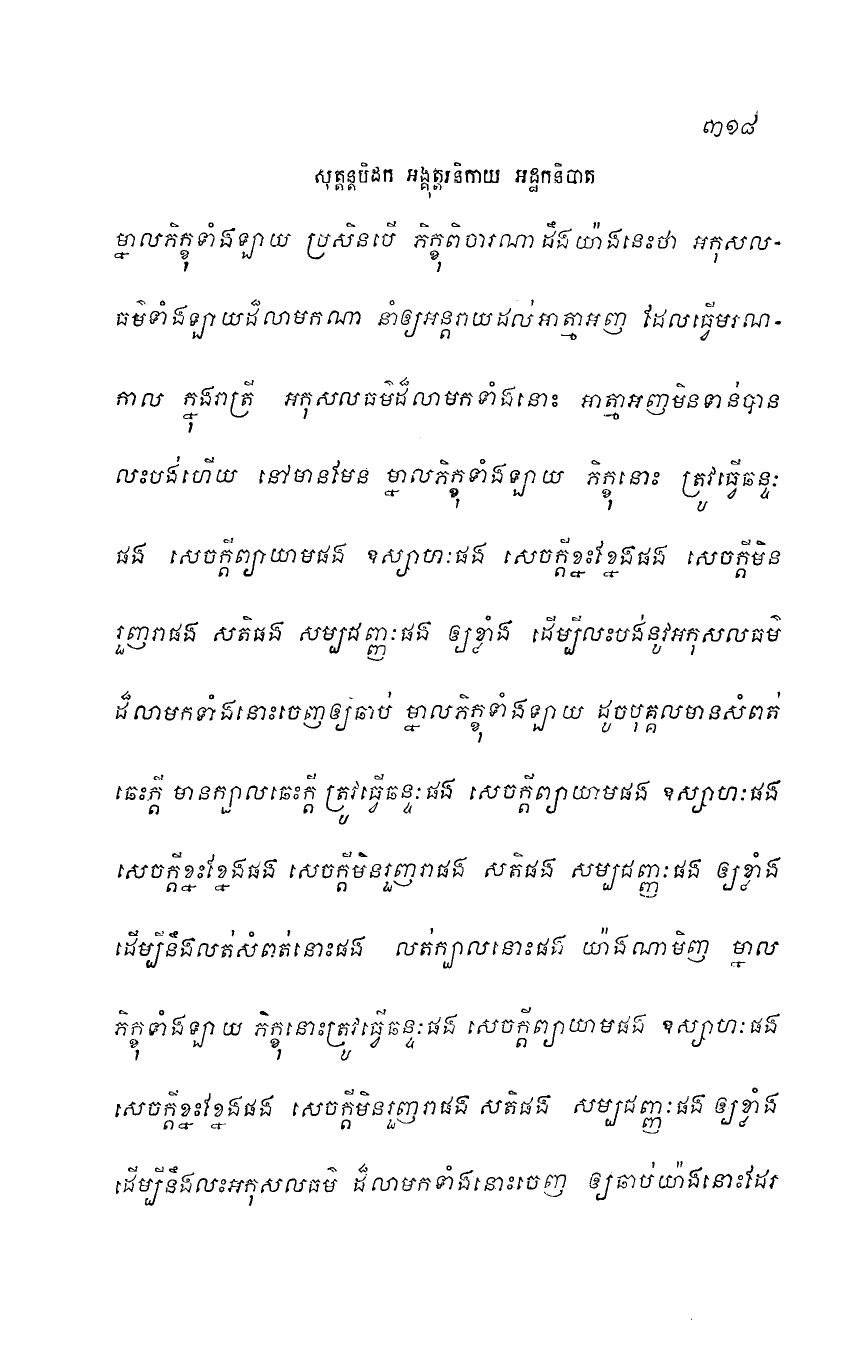 ៣១៨
សុត្តន្តបិដក អង្គុត្តរនិកាយ អដ្ឋកនិបាត
ម្នាលភិក្ខុទាំងឡាយ ប្រសិនបើ ភិក្ខុពិចារណាដឹងយ៉ាងនេះថា អកុសល-
ធម៌ទាំងឡាយដ៏លាមកណា នាំឲ្យអន្តរាយដល់អាត្មាអញ ដែលធ្វើមរណ-
កាល ក្នុងរាត្រី អកុសលធម៌ដ៏លាមកទាំងនោះ អាត្មាអញមិនទាន់បាន
លះបង់ហើយ នៅមានមែន ម្នាលភិក្ខុទាំងឡាយ ភិក្ខុនោះ ត្រូវធ្វើឆន្ទៈ
ផង សេចក្តីព្យាយាមផង ឧស្សាហៈផង សេចក្តីខ្នះខ្នែងផង សេចក្តីមិន
រួញរាផង សតិផង សម្បជញ្ញៈផង ឲ្យខ្លាំង ដើម្បីលះបង់នូវអកុសលធម៌
ដ៏លាមកទាំងនោះចេញឲ្យឆាប់ ម្នាលភិក្ខុទាំងឡាយ ដូចបុគ្គលមានសំពត់
ឆេះក្តី មានក្បាលឆេះក្តី ត្រូវធ្វើឆន្ទៈផង សេចក្តីព្យាយាមផង ឧស្សាហៈផង
សេចក្តីខ្នះខ្នែងផង សេចក្តីមិនរួញរាផង សតិផង សម្បជញ្ញៈផង ឲ្យខ្លាំង
ដើម្បីនឹងលត់សំពត់នោះផង លត់ក្បាលនោះផង យ៉ាងណាមិញ ម្នាល
ភិក្ខុទាំងឡាយ ភិក្ខុនោះត្រូវធ្វើឆន្ទៈផង សេចក្តីព្យាយាមផង ឧស្សាហៈផង
សេចក្តីខ្នះខ្នែងផង សេចក្តីមិនរួញរាផង សតិផង សម្បជញ្ញៈផង ឲ្យខ្លាំង
ដើម្បីនឹងលះអកុសលធម៌ ដ៏លាមកទាំងនោះចេញ ឲ្យឆាប់យ៉ាងនោះដែរ